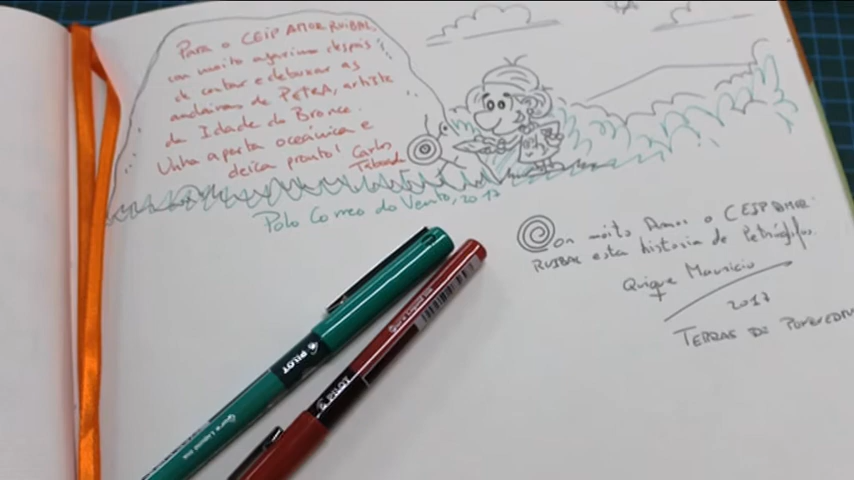 Para o CEIP AMOR RUIBAL,
con moito agarimo despois
de contar e debuxar as
andainas de PETRA, artista
da Idade do Bronce.
Unha aperta oceánica e
deica pronto! Carlos
Taboada
Polo Correo do Vento, 2017
Con moito Amor o CEIP AMOR
RUIBAL esta historia de Petróglifos.
Quique Mauricio
2017
TERRAS DE PONTEVEDRA
PILOT
PILOT